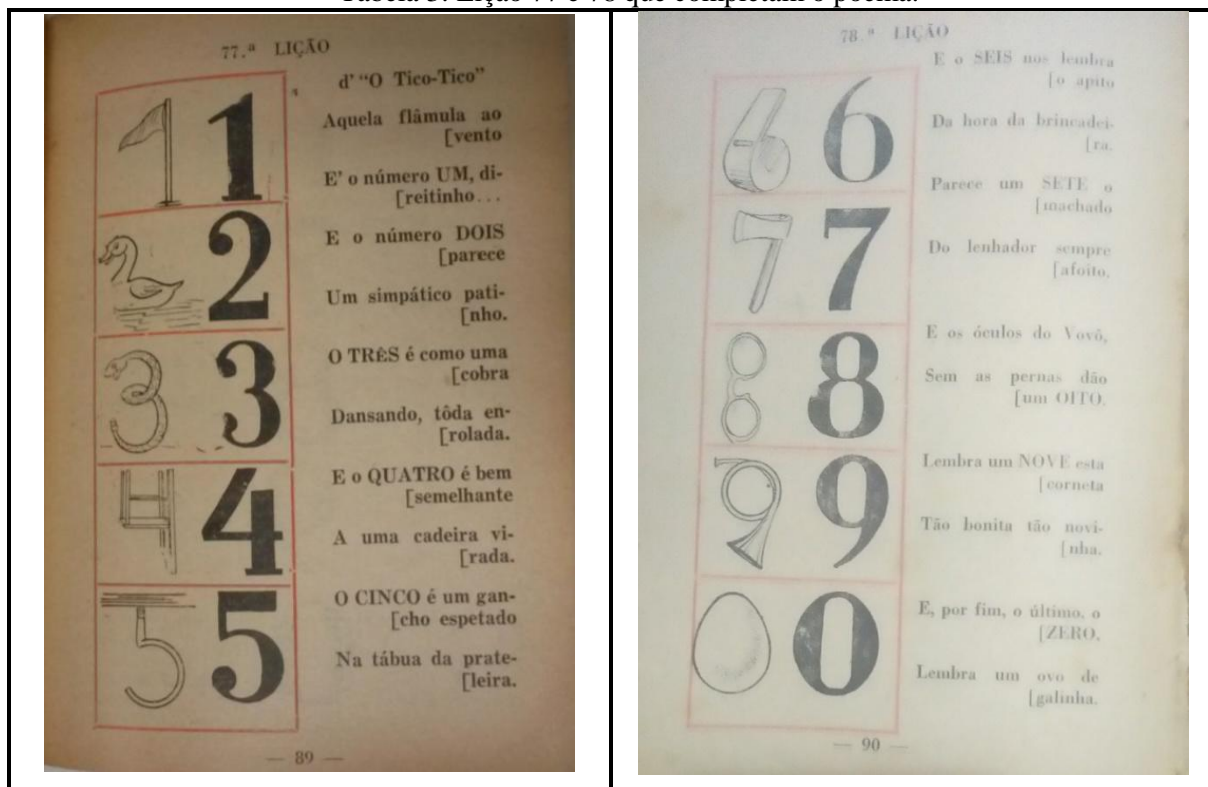 Tabela 3: Lição 77 e 78 que completam o poema.
77.ª LIÇÃO
d' "O Tico-Tico"
1
Aquela flâmula ao
[vento
E' o número UM, di-
[reitinho...
2
E o número DOIS
[parece
Um simpático pati-
[nho.
3
O TRÊS é como uma
[cobra
Dansando, tôda en-
[rolada.
4
E o QUATRO é bem
[semelhante
A uma cadeira vi-
[rada.
5
O CINCO é um gan-
[cho espetado
Na tábua da prate-
[leira.
— 89 —
78.ª LIÇÃO
6
E o SEIS nos lembra
[o apito
Da hora da brincadei-
[ra.
7
Parece um SETE o
[machado
Do lenhador sempre
[afoito,
8
E os óculos do Vovô,
Sem as pernas dão
[um OITO.
9
Lembra um NOVE esta
[corneta
Tão bonita tão novi-
[nha.
0
E, por fim, o último, o
[ZERO,
Lembra um ovo de
[galinha.
— 90 —